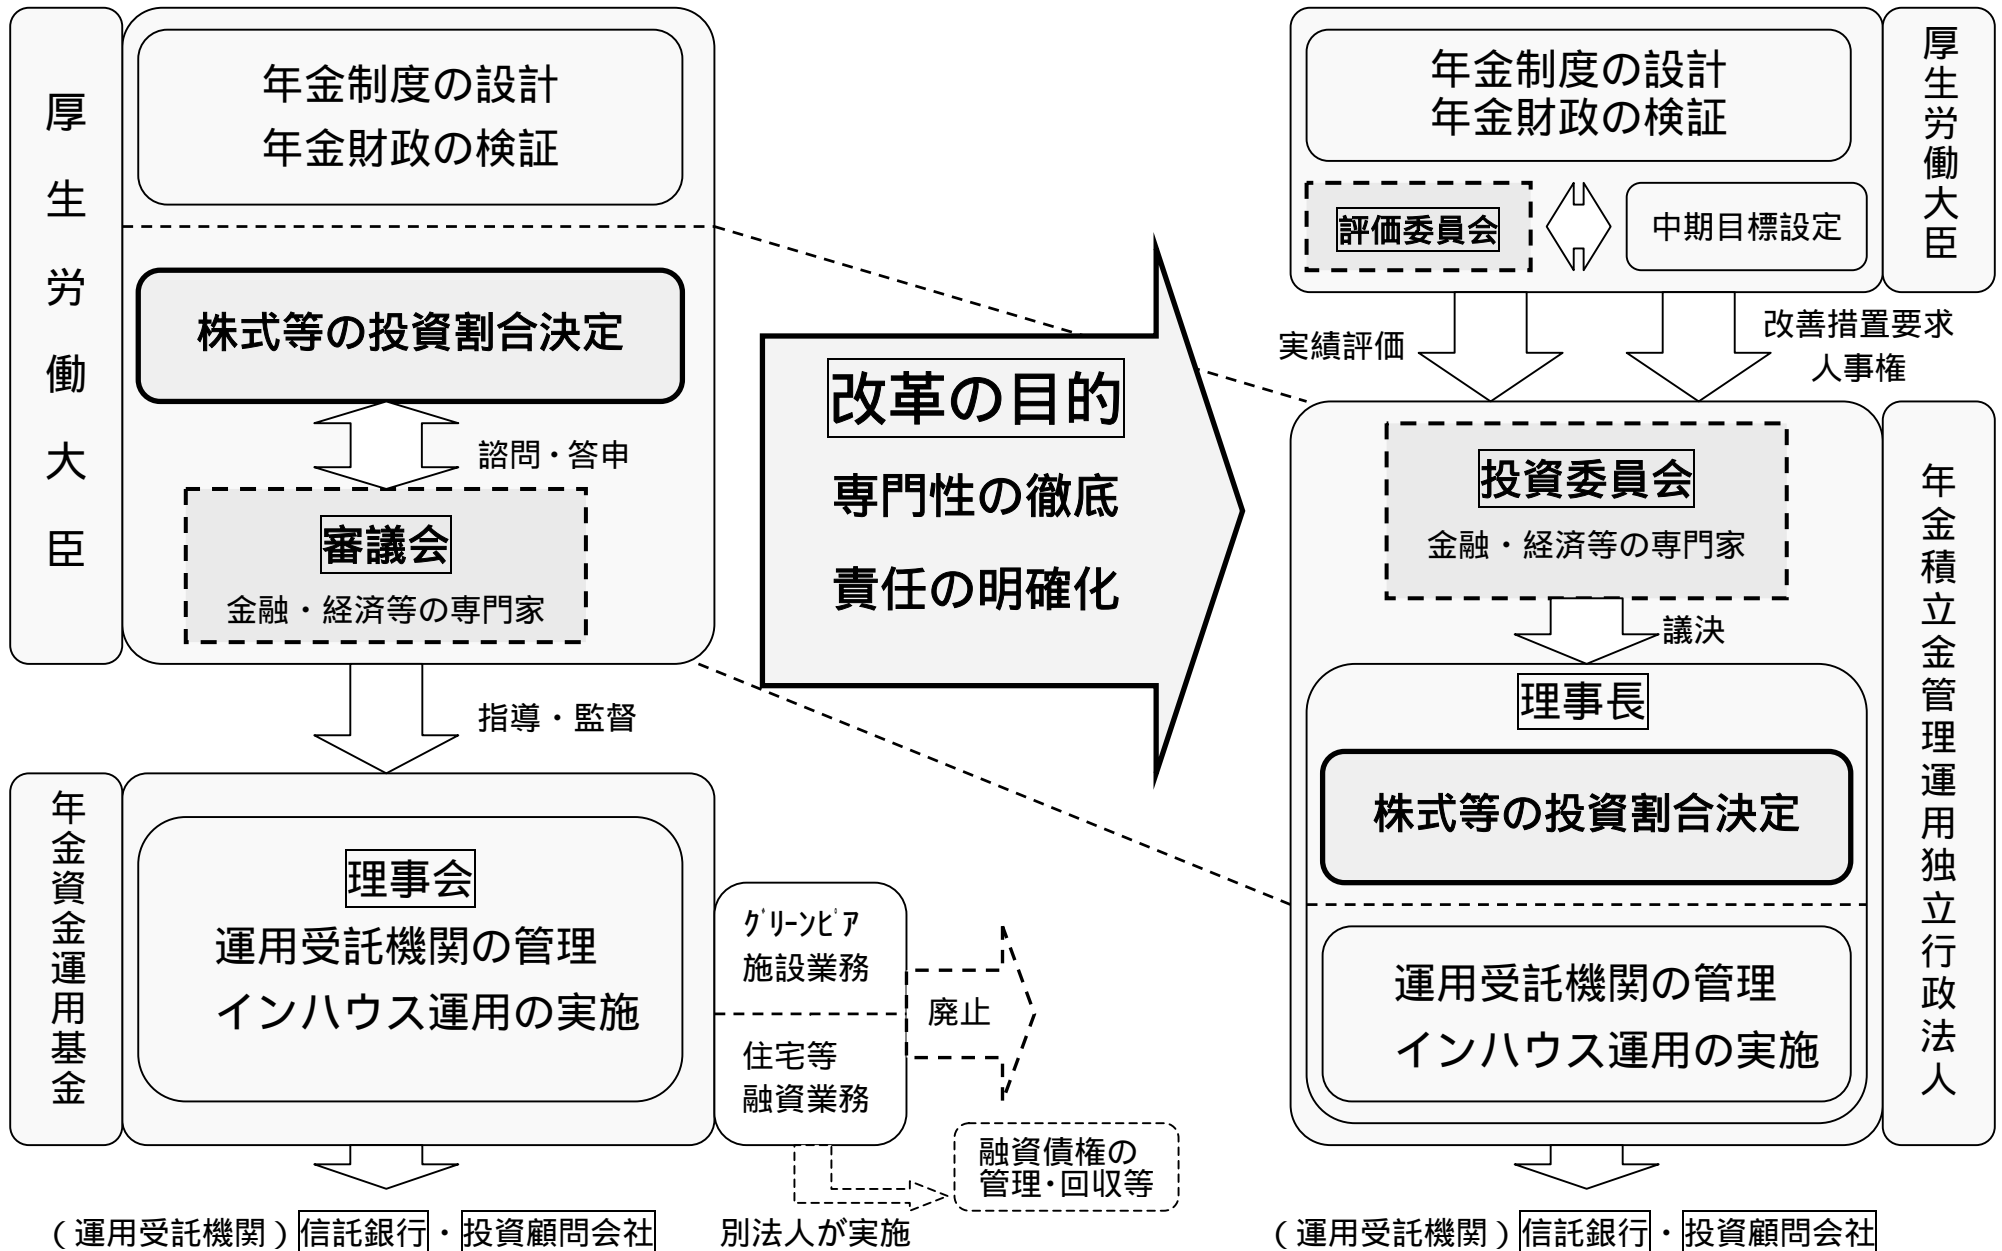 厚生労働大臣
年金制度の設計
年金財政の検証
株式等の投資割合決定
諮問・答申
審議会
金融・経済等の専門家
指導・監督
年金資金運用基金
理事会
運用受託機関の管理
インハウス運用の実施
ｸﾞﾘｰﾝﾋﾟｱ
施設業務
住宅等
融資業務
廃止
融資債権の
管理・回収等
別法人が実施
（運用受託機関）信託銀行・投資顧問会社
改革の目的
専門性の徹底
責任の明確化
年金制度の設計
年金財政の検証
厚生労働大臣
評価委員会
中期目標設定
実績評価
改善措置要求
人事権
投資委員会
金融・経済等の専門家
議決
理事長
株式等の投資割合決定
運用受託機関の管理
インハウス運用の実施
年金積立金管理運用独立行政法人
（運用受託機関）信託銀行・投資顧問会社